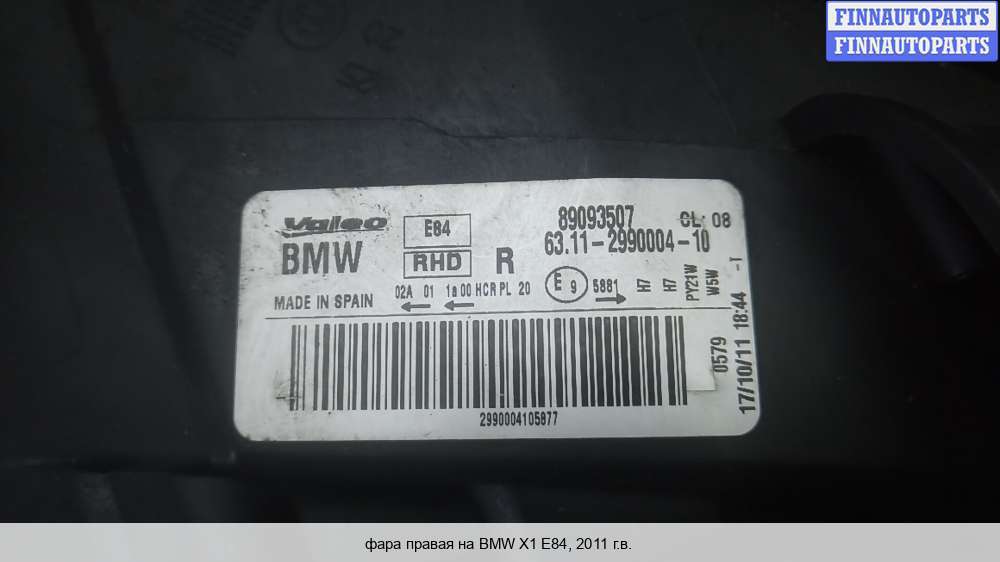 FINNAUTOPARTS
FINNAUTOPARTS
Valeo E84 89093507 CL: 08
BMW RHD R 63.11-2990004-10
MADE IN SPAIN 02A 01 1a 00 HCR PL 20 E 9 5881 H7 H7 PY21W W5W -T
0579
17/10/11 18:44
2990004105877
фара правая на BMW X1 E84, 2011 г.в.